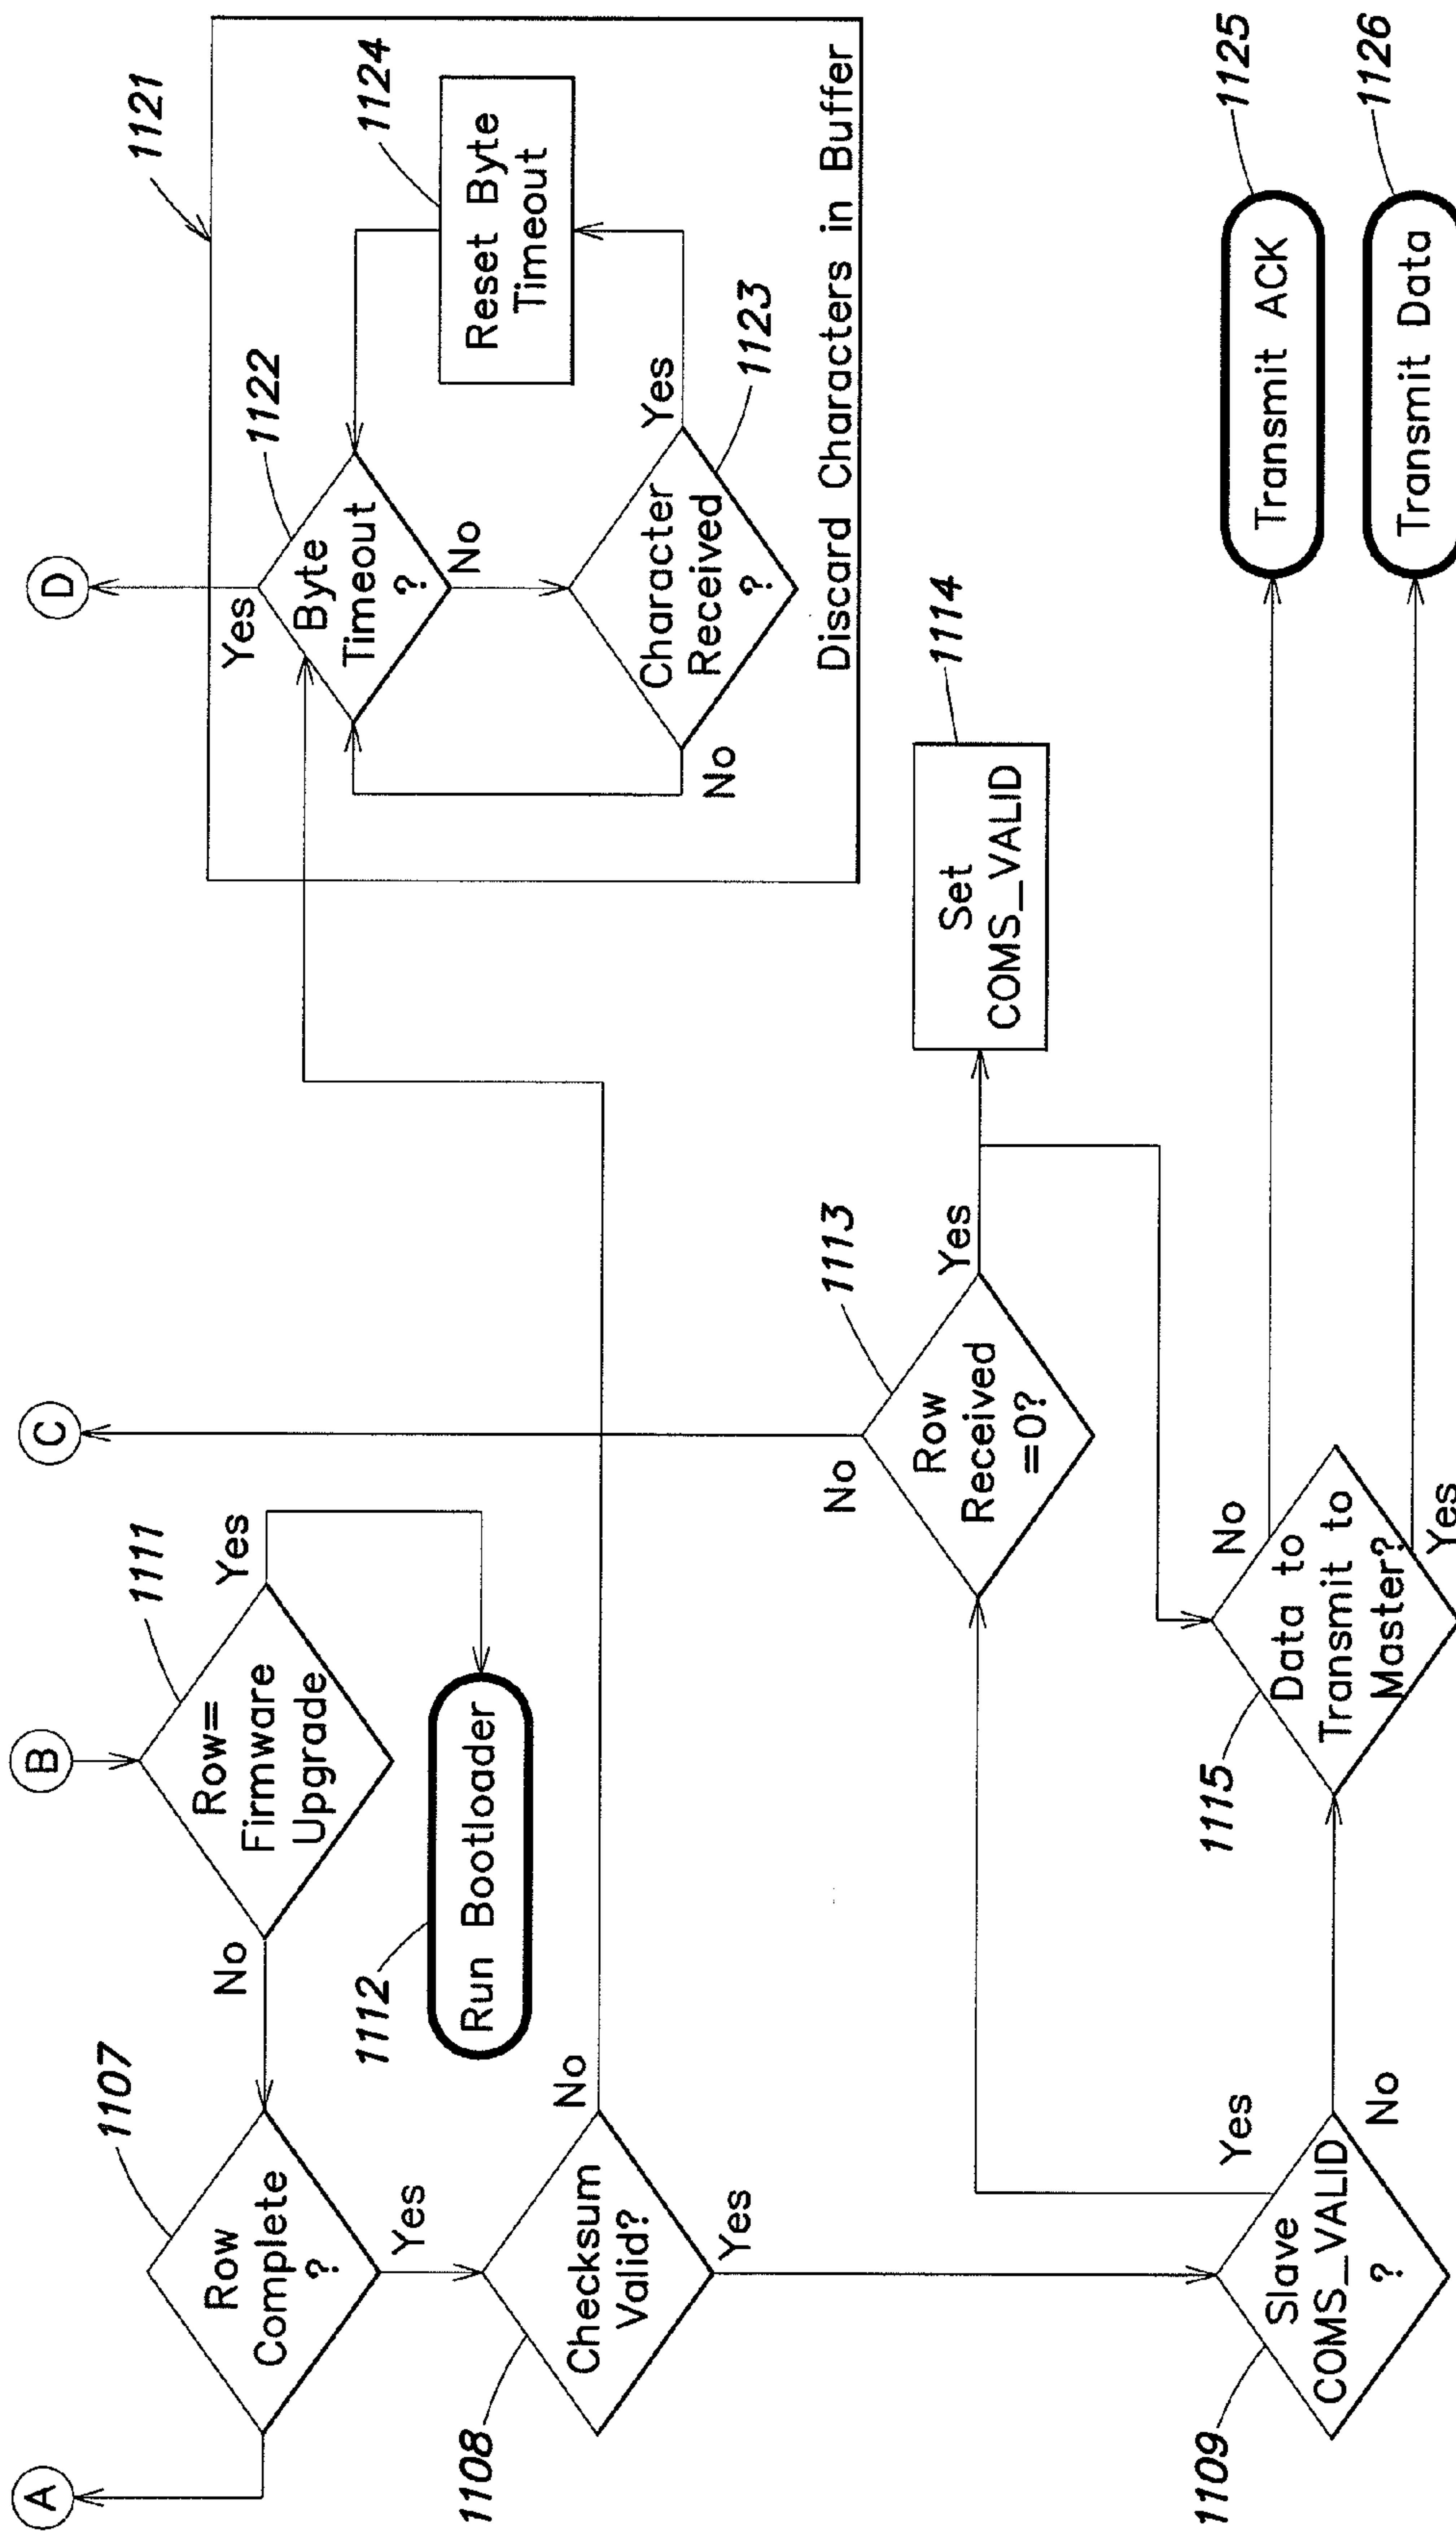 A
B
C
D
1107
Row
Complete
?
Yes
1111
Row=
Firmware
Upgrade
No
Yes
1112
Run Bootloader
1108
Checksum
Valid?
No
Yes
1121
1122
Byte
Timeout
?
Yes
No
1123
Character
Received
?
Yes
No
1124
Reset Byte
Timeout
Discard Characters in Buffer
1113
Row
Received
=0?
No
Yes
1114
Set
COMS_VALID
1109
Slave
COMS_VALID
?
Yes
No
1115
Data to
Transmit to
Master?
No
Yes
1125
Transmit ACK
1126
Transmit Data